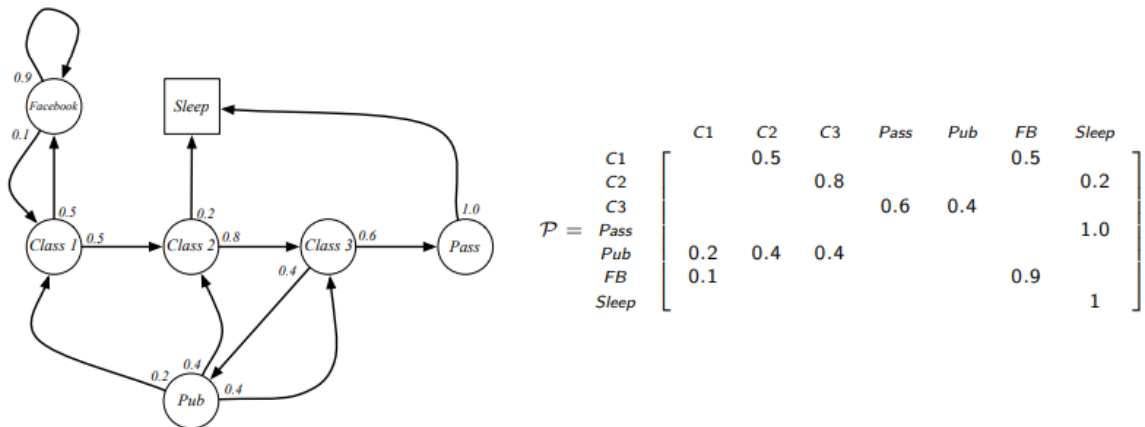 0.9
Facebook
0.1
Sleep
0.5
0.2
1.0
Class 1
0.5
Class 2
0.8
Class 3
0.6
Pass
0.4
0.4
0.2
0.4
Pub
C1 C2 C3 Pass Pub FB Sleep
C1 0.5 0.5
C2 0.8 0.2
C3 0.6 0.4
𝒫 = Pass 1.0
Pub 0.2 0.4 0.4
FB 0.1 0.9
Sleep 1